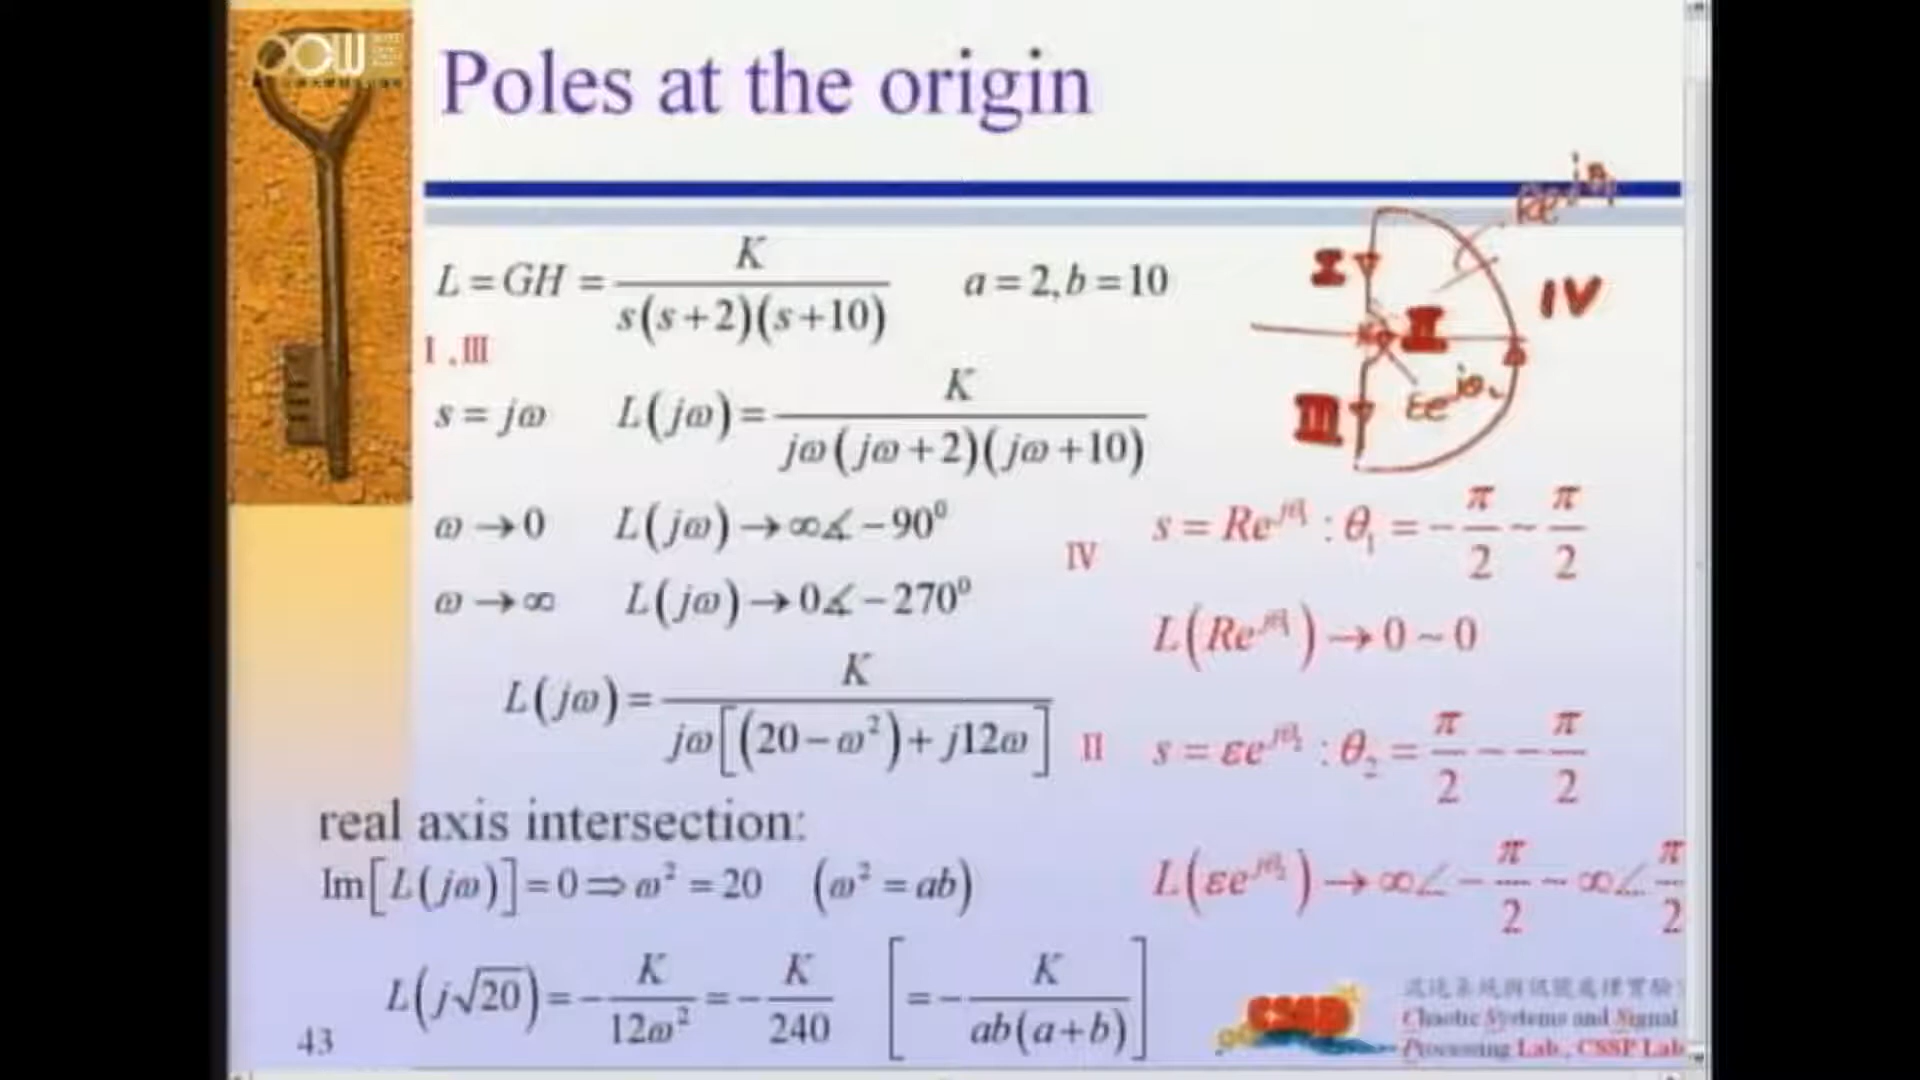 OCW
Poles at the origin
L = GH = K / s(s+2)(s+10)    a = 2, b = 10
I , III
s = jω    L(jω) = K / jω(jω+2)(jω+10)
ω → 0    L(jω) → ∞∡−90⁰
ω → ∞    L(jω) → 0∡−270⁰
L(jω) = K / jω[(20−ω²)+ j12ω]
real axis intersection:
Im[L(jω)] = 0 ⇒ ω² = 20    (ω² = ab)
L(j√20) = −K/12ω² = −K/240    [= −K/ab(a+b)]
43
Re^jθ₁
I
II
III
IV
εe^jθ₂
IV    s = Re^jθ₁ : θ₁ = −π/2 ~ π/2
L(Re^jθ₁) → 0 ~ 0
II    s = εe^jθ₂ : θ₂ = π/2 − −π/2
L(εe^jθ₂) → ∞∠−π/2 ~ ∞∠π/2
CSSP
Chaotic Systems and Signal
Processing Lab., CSSP Lab